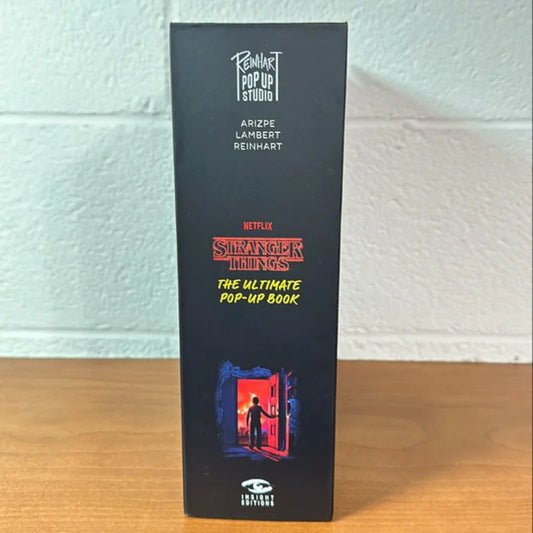 REINHART
POP UP
STUDIO
ARIZPE
LAMBERT
REINHART
NETFLIX
STRANGER
THINGS
THE ULTIMATE
POP-UP BOOK
INSIGHT
EDITIONS